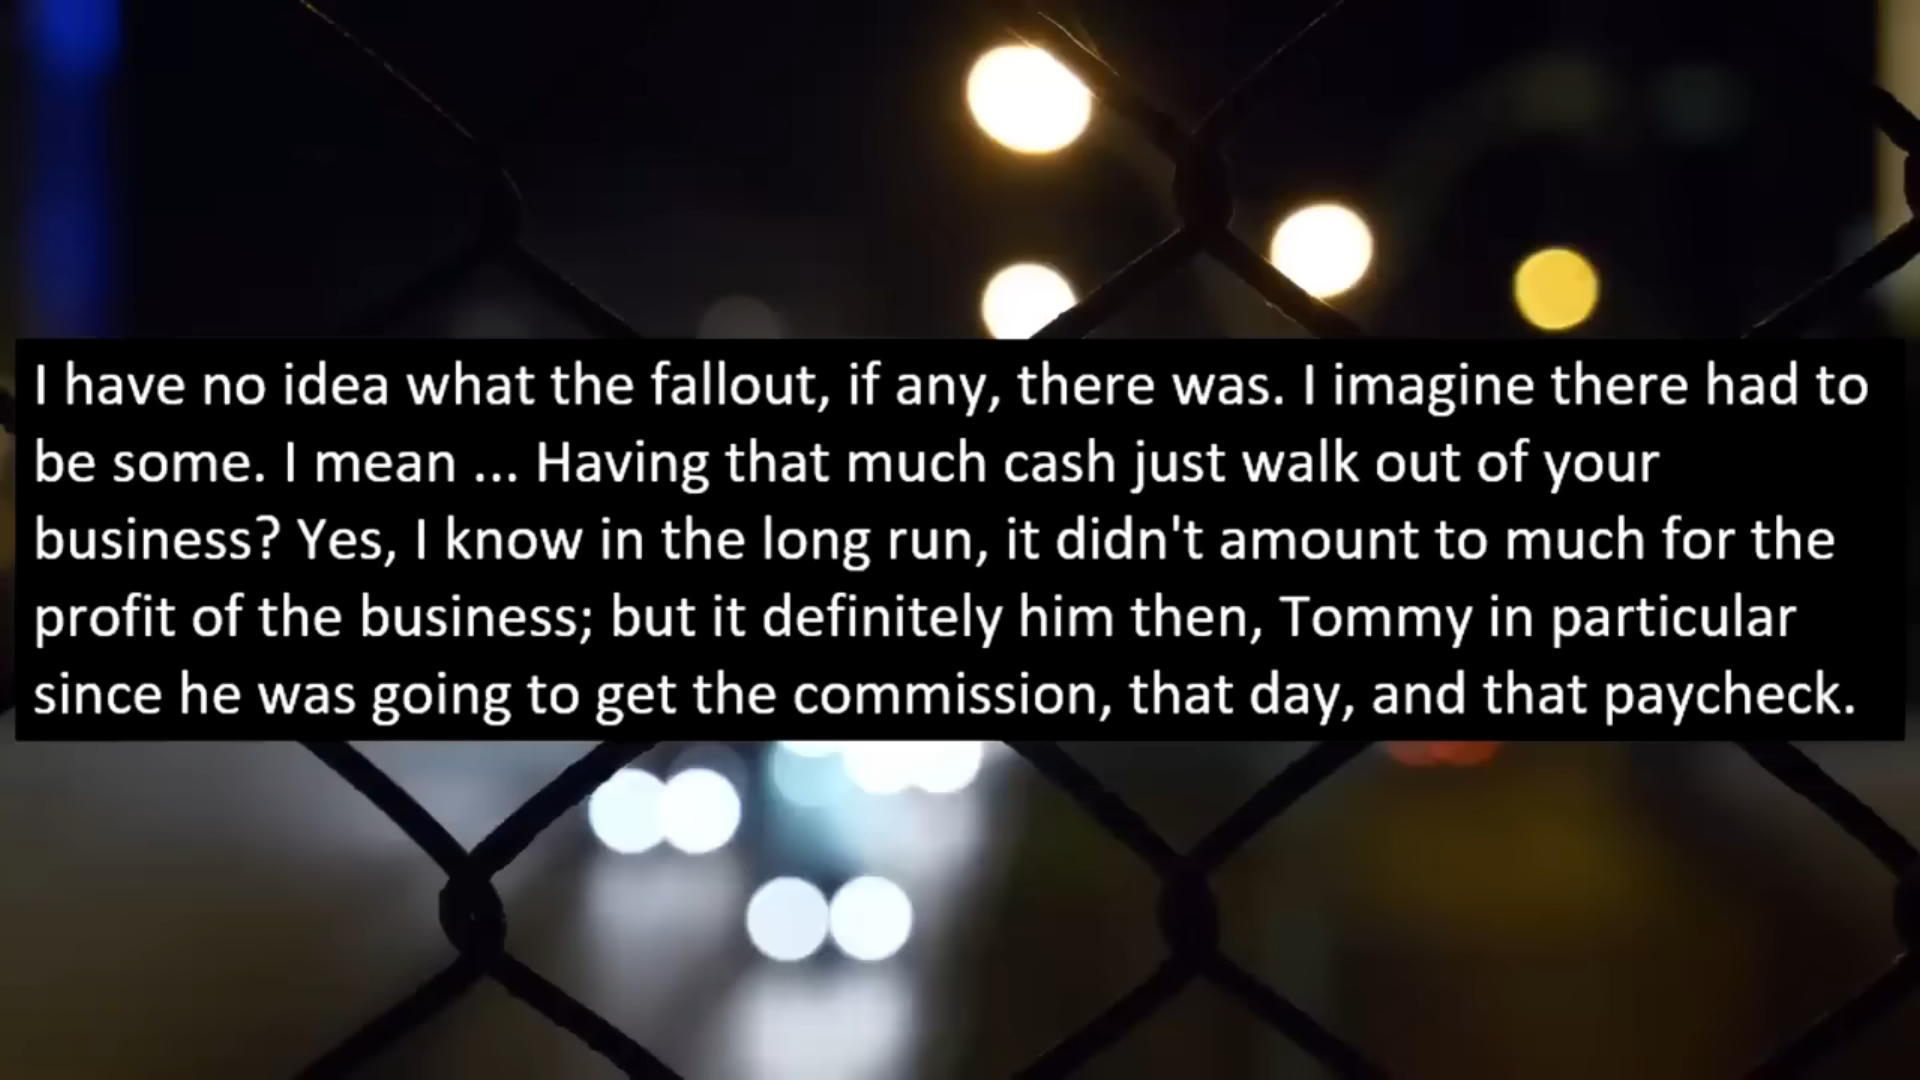 I have no idea what the fallout, if any, there was. I imagine there had to
be some. I mean ... Having that much cash just walk out of your
business? Yes, I know in the long run, it didn't amount to much for the
profit of the business; but it definitely him then, Tommy in particular
since he was going to get the commission, that day, and that paycheck.